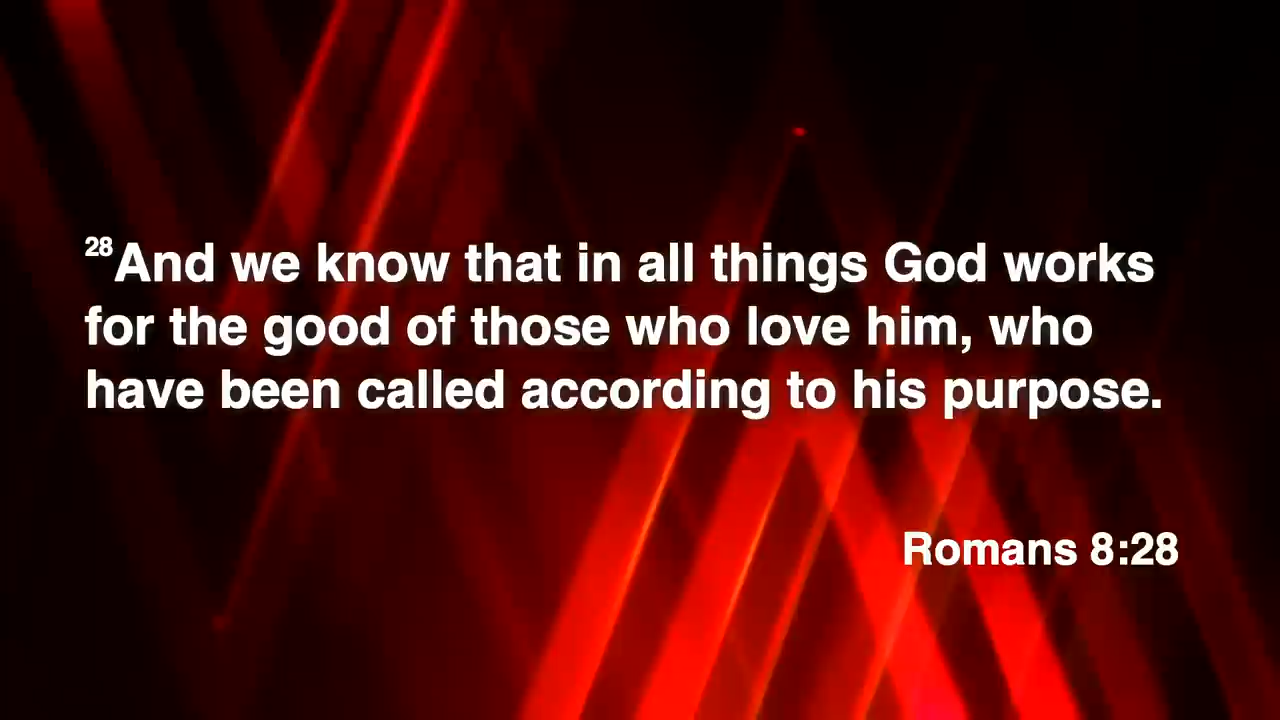 28And we know that in all things God works
for the good of those who love him, who
have been called according to his purpose.
Romans 8:28